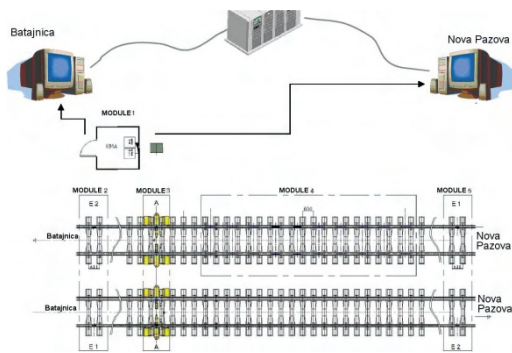 Batajnica
Nova Pazova
MODULE 1
MODULE 2
MODULE 3
MODULE 4
MODULE 5
E 2
A
600
E 1
Batajnica
Nova
Pazova
Batajnica
Nova
Pazova
E 1
A
E 2